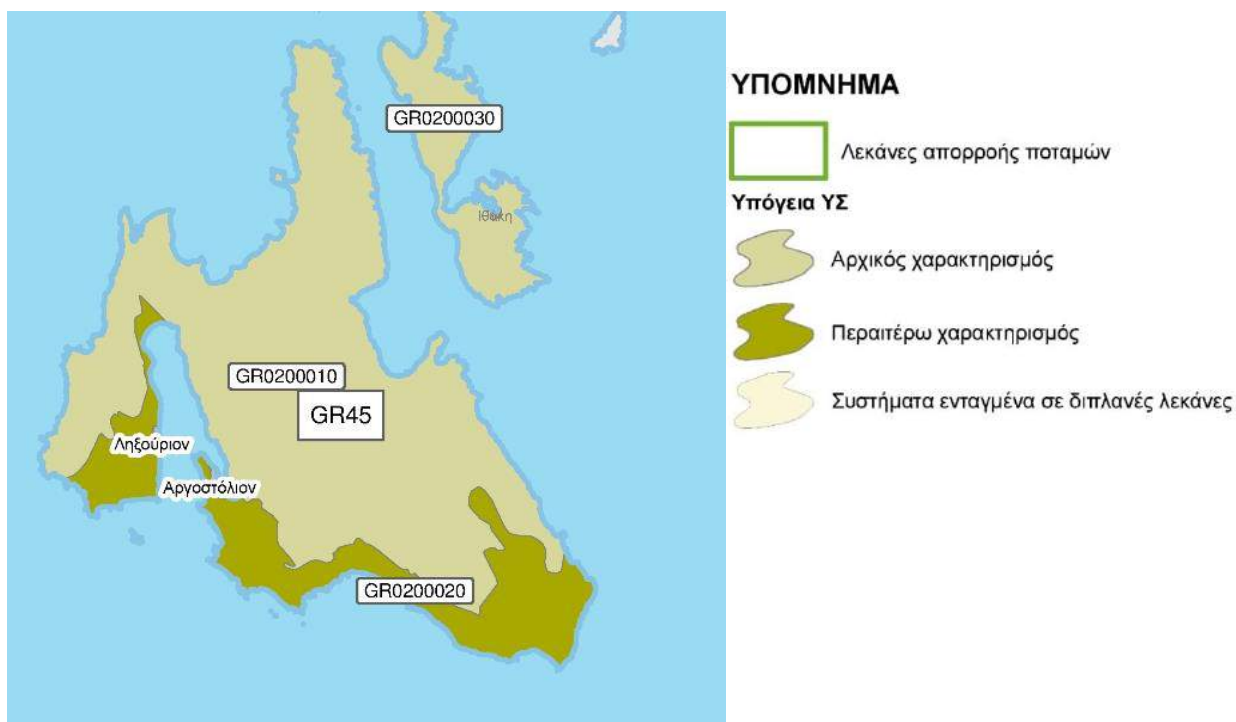 GR0200030
Ιθάκη
GR0200010
GR45
Ληξούριον
Αργοστόλιον
GR0200020
ΥΠΟΜΝΗΜΑ
Λεκάνες απορροής ποταμών
Υπόγεια ΥΣ
Αρχικός χαρακτηρισμός
Περαιτέρω χαρακτηρισμός
Συστήματα ενταγμένα σε διπλανές λεκάνες